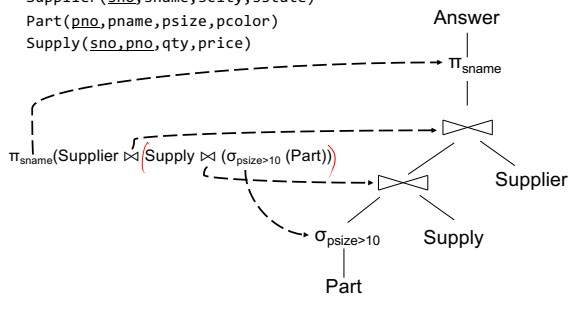 Supplier(sno,sname,scity,sstate)
Part(pno,pname,psize,pcolor)
Supply(sno,pno,qty,price)
Answer
πsname
πsname(Supplier ⨝ (Supply ⨝ (σpsize>10 (Part))
Supplier
σpsize>10
Supply
Part